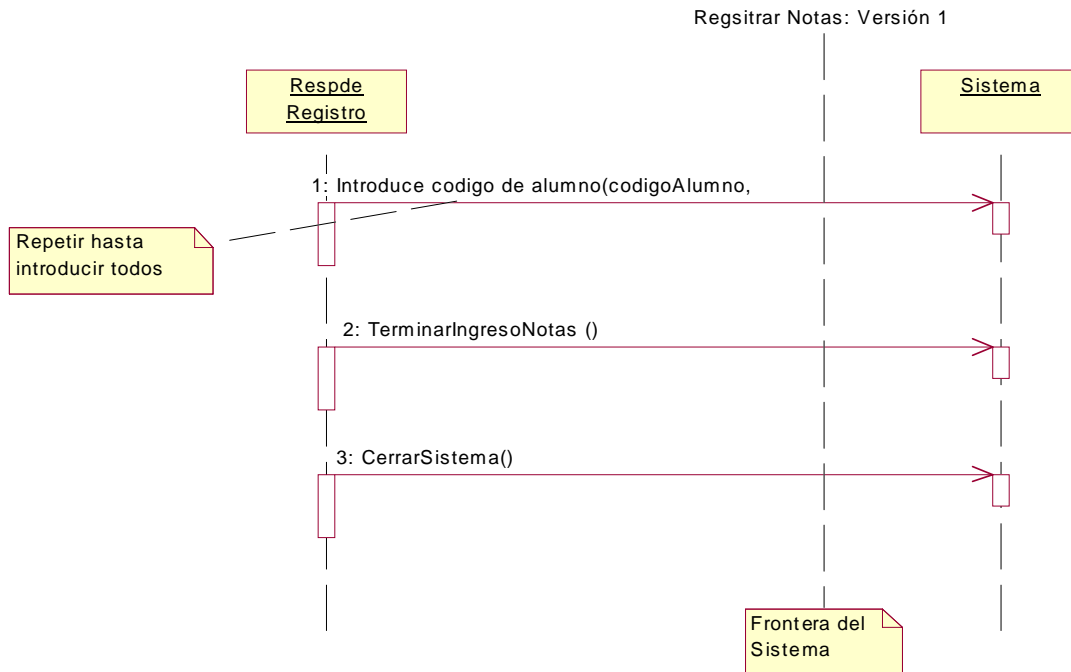 Regsitrar Notas: Versión 1
Respde
Registro
Sistema
1: Introduce codigo de alumno(codigoAlumno,
Repetir hasta
introducir todos
2: TerminarIngresoNotas ()
3: CerrarSistema()
Frontera del
Sistema